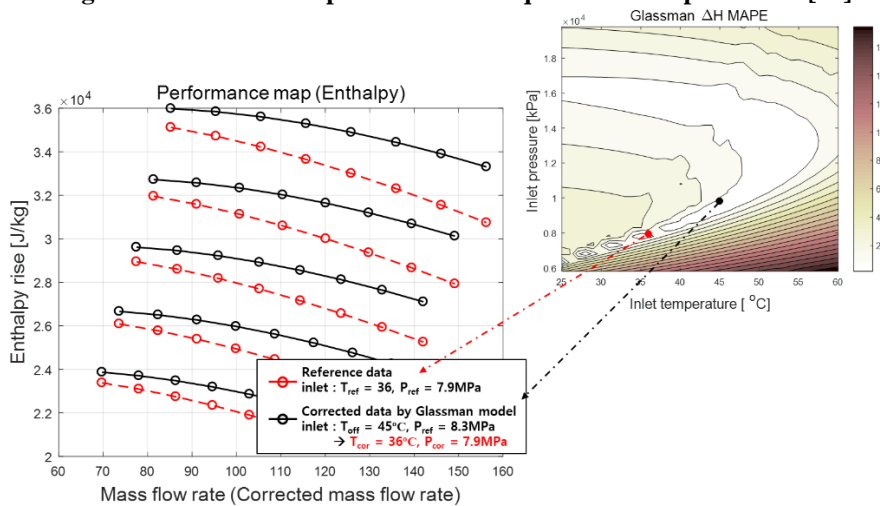 Glassman ΔH MAPE
×10⁴
1.8
1.6
1.4
1.2
1
0.8
0.6
Inlet pressure [kPa]
25 30 35 40 45 50 55 60
Inlet temperature [ °C]
8
6
4
2
×10⁴
Performance map (Enthalpy)
3.6
3.4
3.2
3
2.8
2.6
2.4
2.2
2
Enthalpy rise [J/kg]
60 70 80 90 100 110 120 130 140 150 160
Mass flow rate (Corrected mass flow rate)
Reference data
inlet : T_ref = 36, P_ref = 7.9MPa
Corrected data by Glassman model
inlet : T_off = 45℃, P_ref = 8.3MPa
→ T_cor = 36℃, P_cor = 7.9MPa